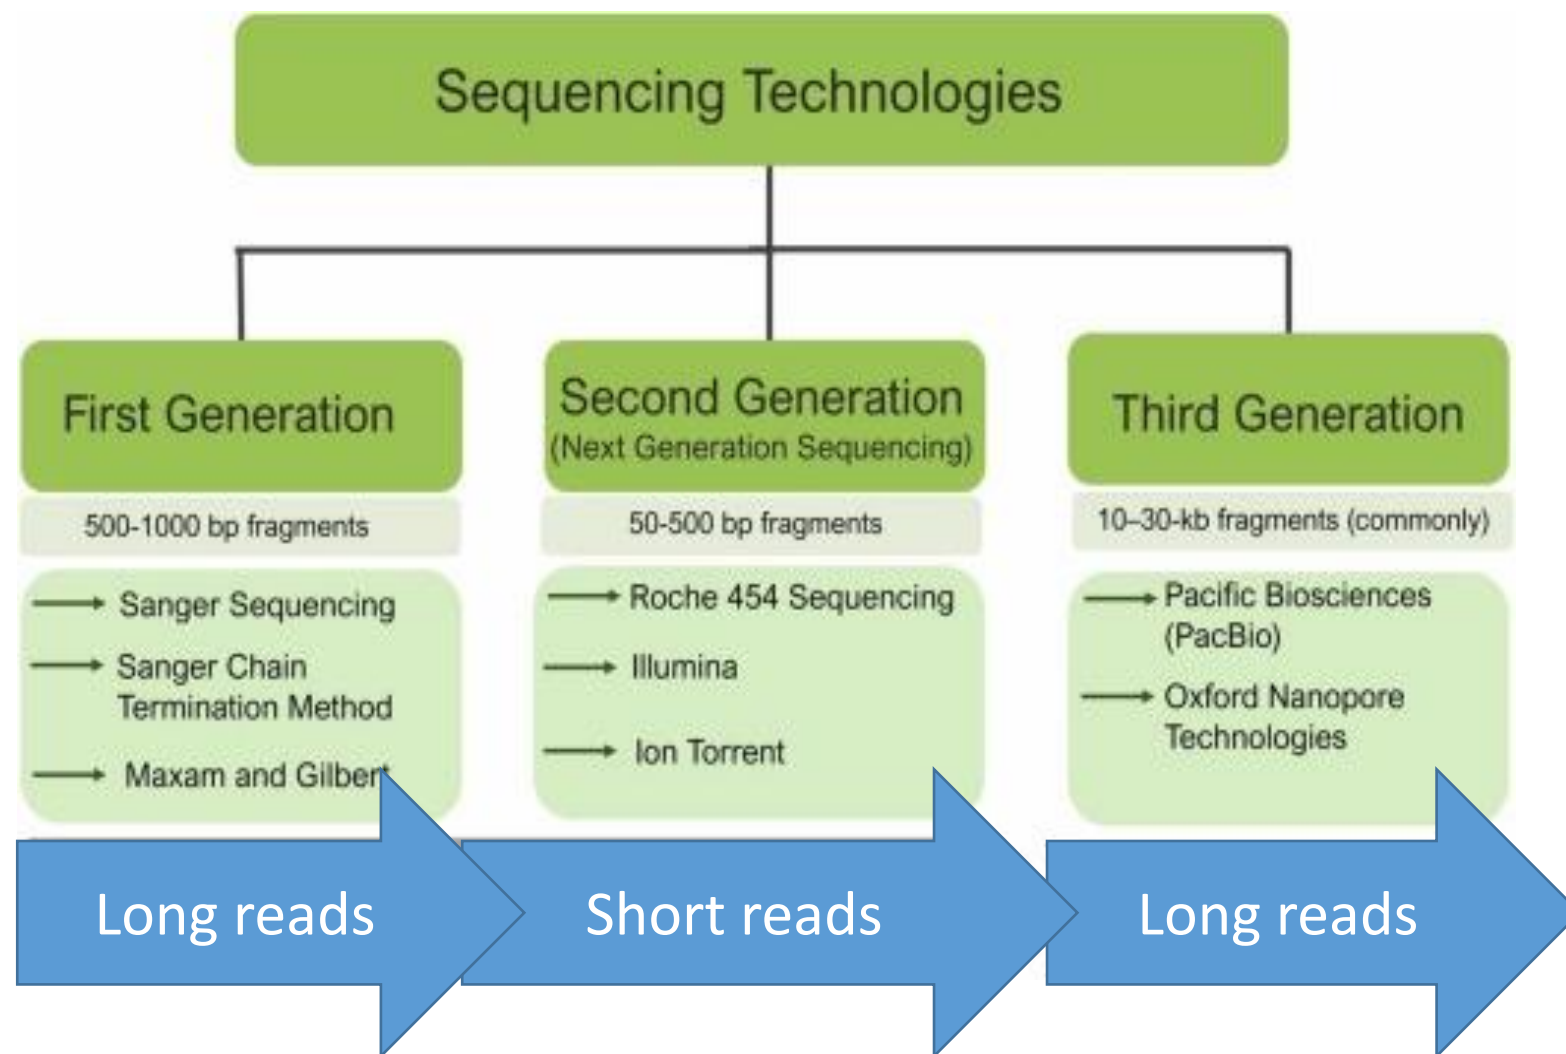 Sequencing Technologies
First Generation
500-1000 bp fragments
Sanger Sequencing
Sanger Chain
Termination Method
Maxam and Gilbert
Long reads
Second Generation
(Next Generation Sequencing)
50-500 bp fragments
Roche 454 Sequencing
Illumina
Ion Torrent
Short reads
Third Generation
10–30-kb fragments (commonly)
Pacific Biosciences
(PacBio)
Oxford Nanopore
Technologies
Long reads